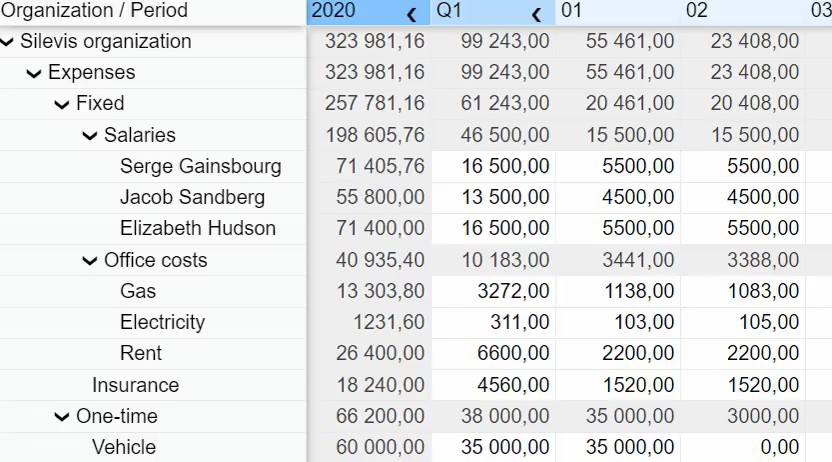 Organization / Period 2020 Q1 01 02 03
Silevis organization 323 981,16 99 243,00 55 461,00 23 408,00
Expenses 323 981,16 99 243,00 55 461,00 23 408,00
Fixed 257 781,16 61 243,00 20 461,00 20 408,00
Salaries 198 605,76 46 500,00 15 500,00 15 500,00
Serge Gainsbourg 71 405,76 16 500,00 5500,00 5500,00
Jacob Sandberg 55 800,00 13 500,00 4500,00 4500,00
Elizabeth Hudson 71 400,00 16 500,00 5500,00 5500,00
Office costs 40 935,40 10 183,00 3441,00 3388,00
Gas 13 303,80 3272,00 1138,00 1083,00
Electricity 1231,60 311,00 103,00 105,00
Rent 26 400,00 6600,00 2200,00 2200,00
Insurance 18 240,00 4560,00 1520,00 1520,00
One-time 66 200,00 38 000,00 35 000,00 3000,00
Vehicle 60 000,00 35 000,00 35 000,00 0,00